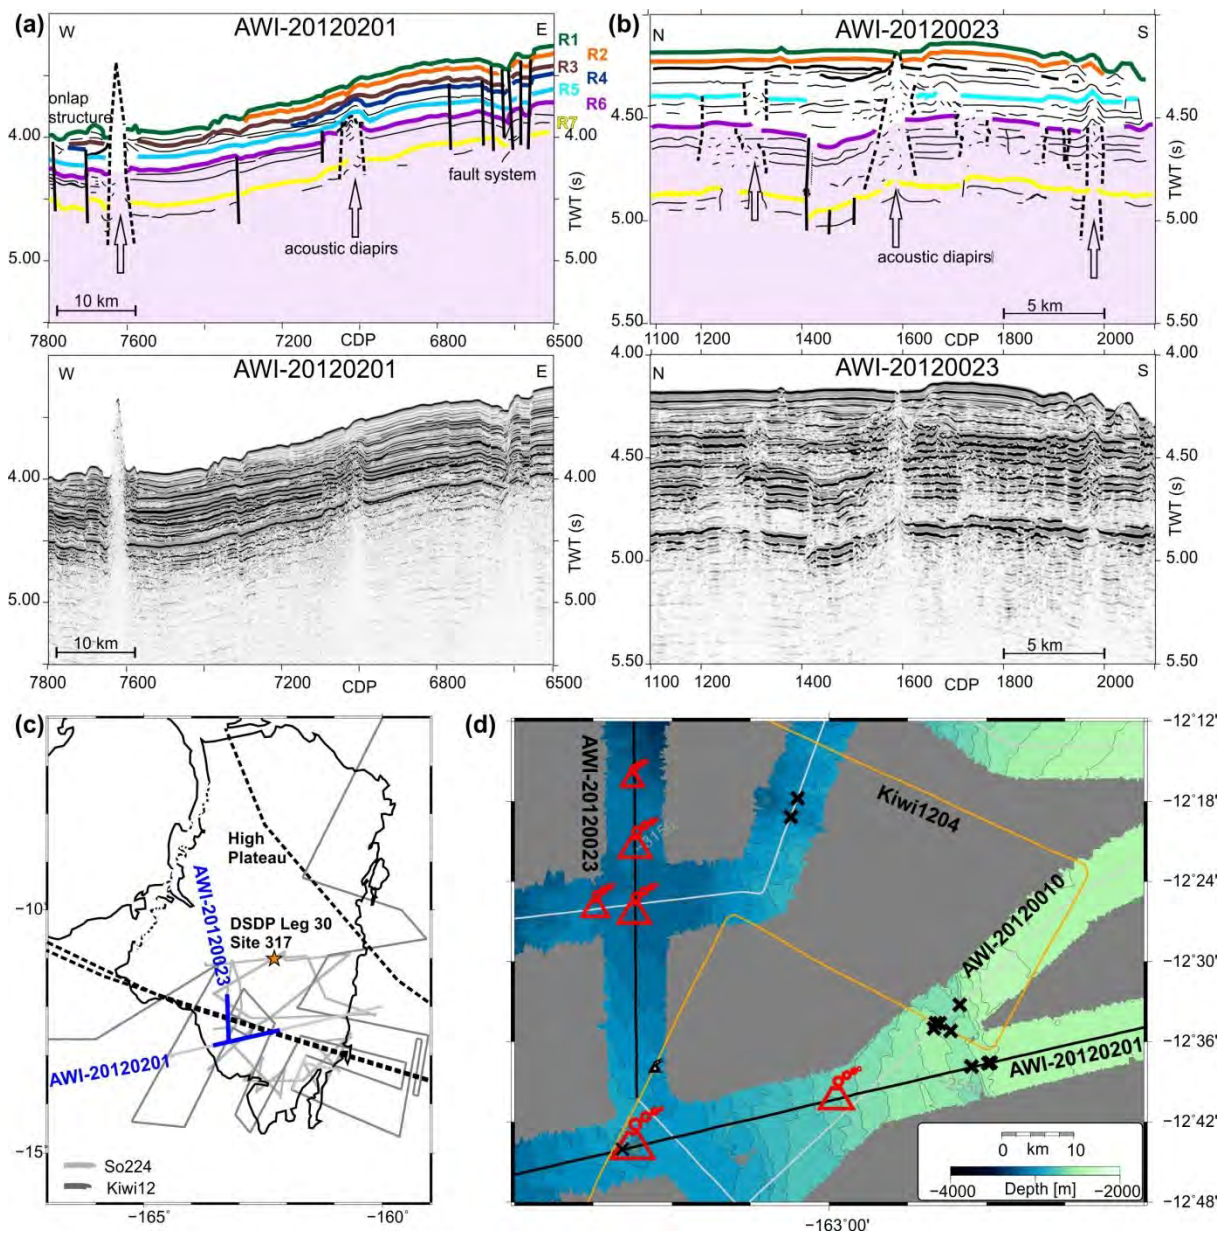 (a)
W
AWI-20120201
E
R1
R2
R3
R4
R5
R6
R7
onlap
structure
4.00
5.00
4.00
5.00
TWT (s)
fault system
acoustic diapirs
10 km
7800
7600
7200
CDP
6800
6500
(b)
N
AWI-20120023
S
4.50
5.00
5.50
4.50
5.00
5.50
TWT (s)
acoustic diapirs
5 km
1100
1200
1400
1600
CDP
1800
2000
W
AWI-20120201
E
4.00
5.00
4.00
5.00
TWT (s)
10 km
7800
7600
7200
CDP
6800
6500
N
AWI-20120023
S
4.00
4.50
5.00
5.50
4.00
4.50
5.00
5.50
TWT (s)
5 km
1100
1200
1400
1600
CDP
1800
2000
(c)
High
Plateau
AWI-20120023
DSDP Leg 30
Site 317
AWI-20120201
−10°
−15°
So224
Kiwi12
−165°
−160°
(d)
AWI-20120023
Kiwi1204
AWI-20120010
AWI-20120201
−12°12'
−12°18'
−12°24'
−12°30'
−12°36'
−12°42'
−12°48'
0 km 10
−4000 Depth [m] −2000
−163°00'